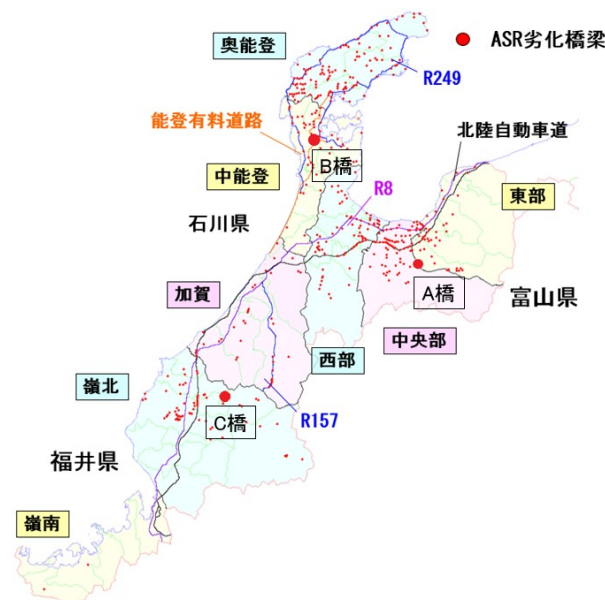 ASR劣化橋梁
奥能登
R249
能登有料道路
北陸自動車道
B橋
中能登
R8
東部
石川県
A橋
加賀
富山県
中央部
西部
嶺北
C橋
R157
福井県
嶺南